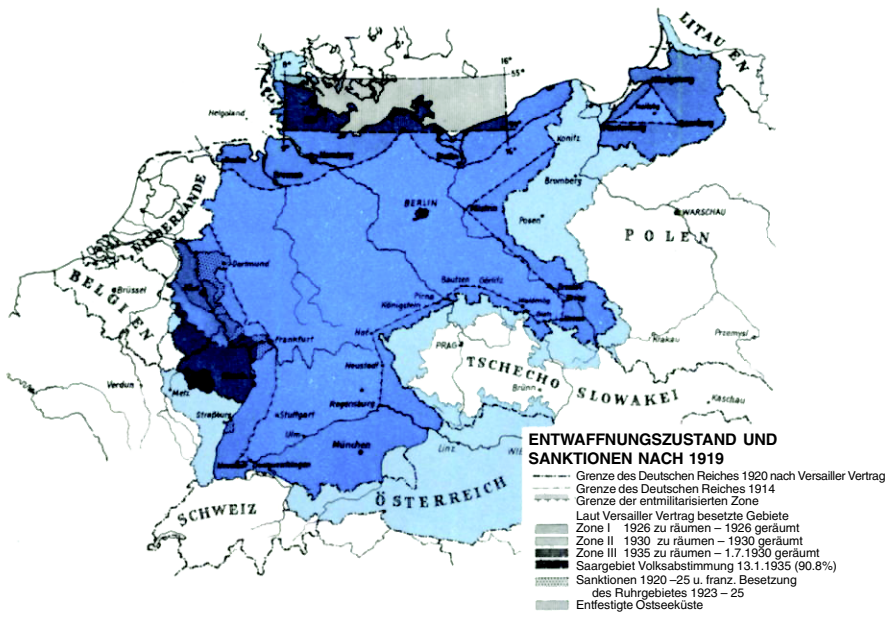 LITAUEN
8°
16°
55°
Helgoland
Konitz
Bromberg
BERLIN
WARSCHAU
Posen
POLEN
NIEDERLANDE
Dortmund
BELGIEN
Brüssel
Bautzen
Görlitz
Pirna
Königstein
Waldenbg
Frankfurt
Hof
PRAG
Krakau
Przemysl
TSCHECHO
SLOWAKEI
Verdun
Metz
Neustadt
Brünn
Kaschau
Regensburg
Straßburg
Stuttgart
Ulm
München
Linz
ÖSTERREICH
SCHWEIZ
ENTWAFFNUNGSZUSTAND UND
SANKTIONEN NACH 1919
Grenze des Deutschen Reiches 1920 nach Versailler Vertrag
Grenze des Deutschen Reiches 1914
Grenze der entmilitarisierten Zone
Laut Versailler Vertrag besetzte Gebiete
Zone I 1926 zu räumen – 1926 geräumt
Zone II 1930 zu räumen – 1930 geräumt
Zone III 1935 zu räumen – 1.7.1930 geräumt
Saargebiet Volksabstimmung 13.1.1935 (90.8%)
Sanktionen 1920 –25 u. franz. Besetzung
des Ruhrgebietes 1923 – 25
Entfestigte Ostseeküste